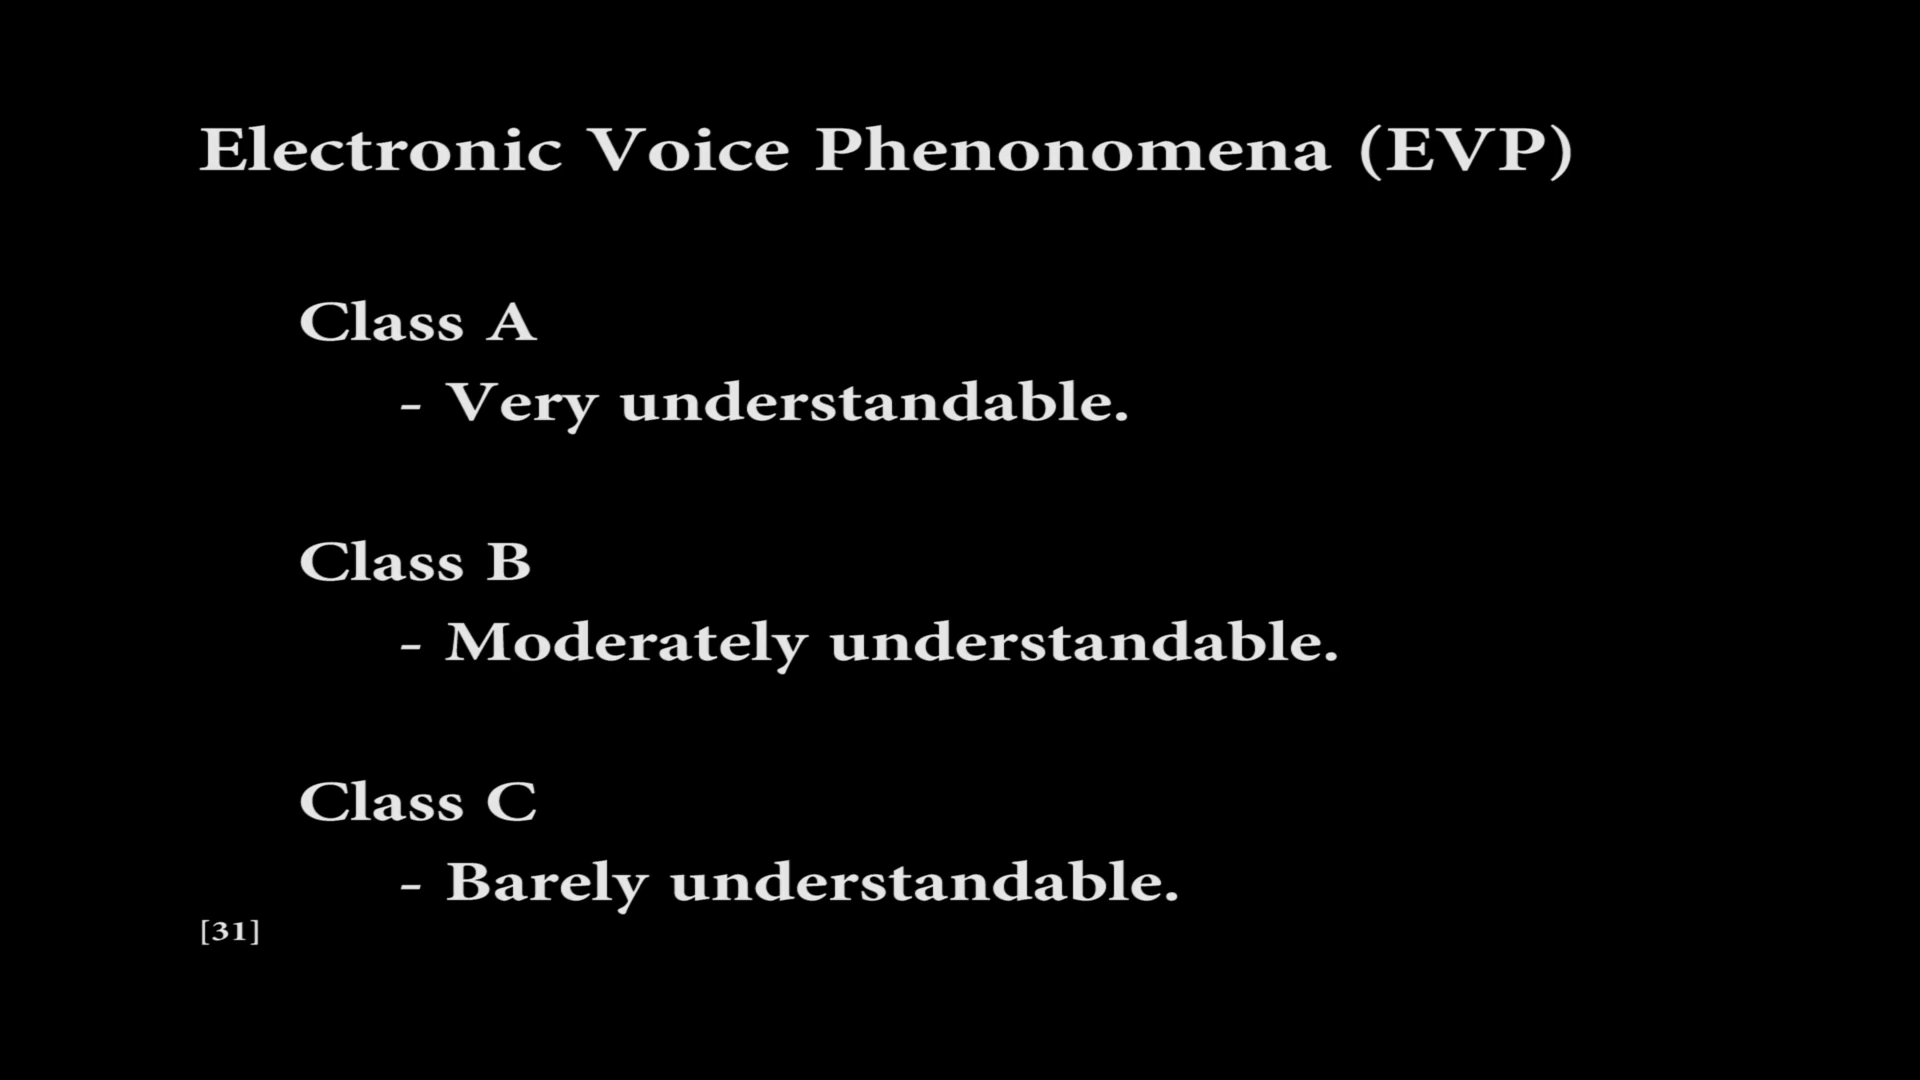 Electronic Voice Phenonomena (EVP)
Class A
- Very understandable.
Class B
- Moderately understandable.
Class C
- Barely understandable.
[31]